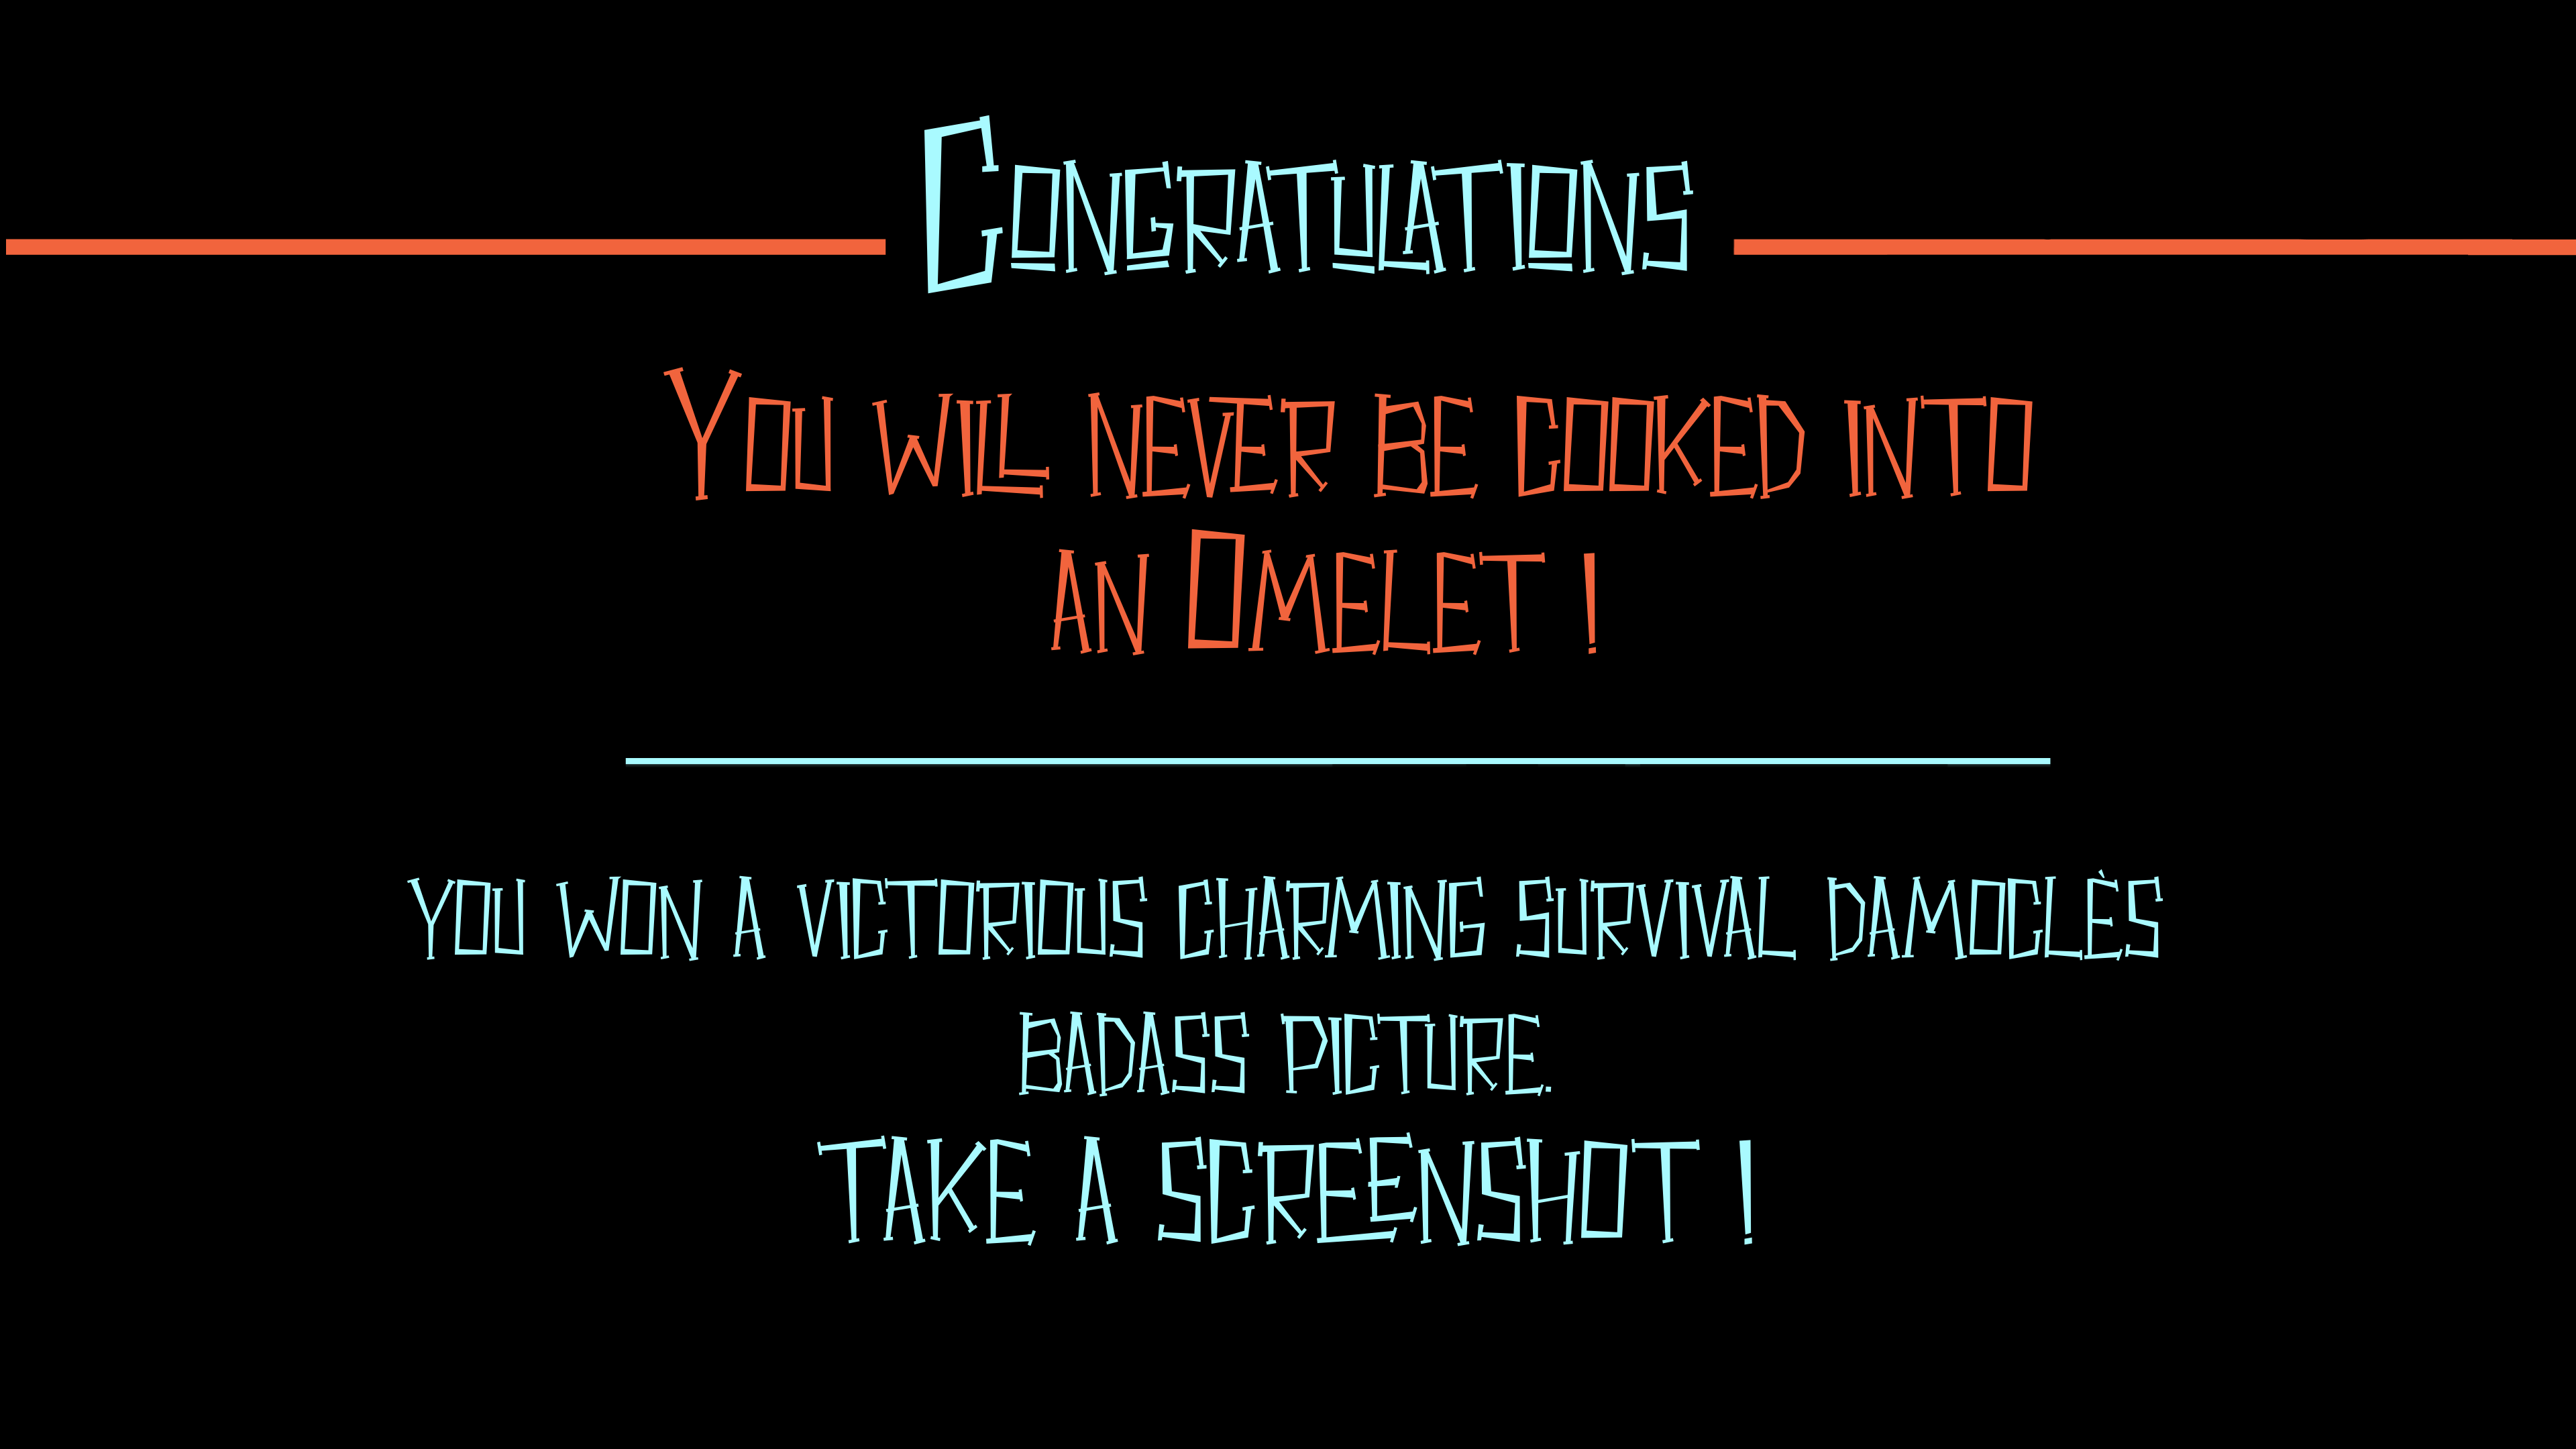 Congratulations
You will never be cooked into
an Omelet !
You won a victorious charming survival Damoclès
badass picture.
Take a screenshot !